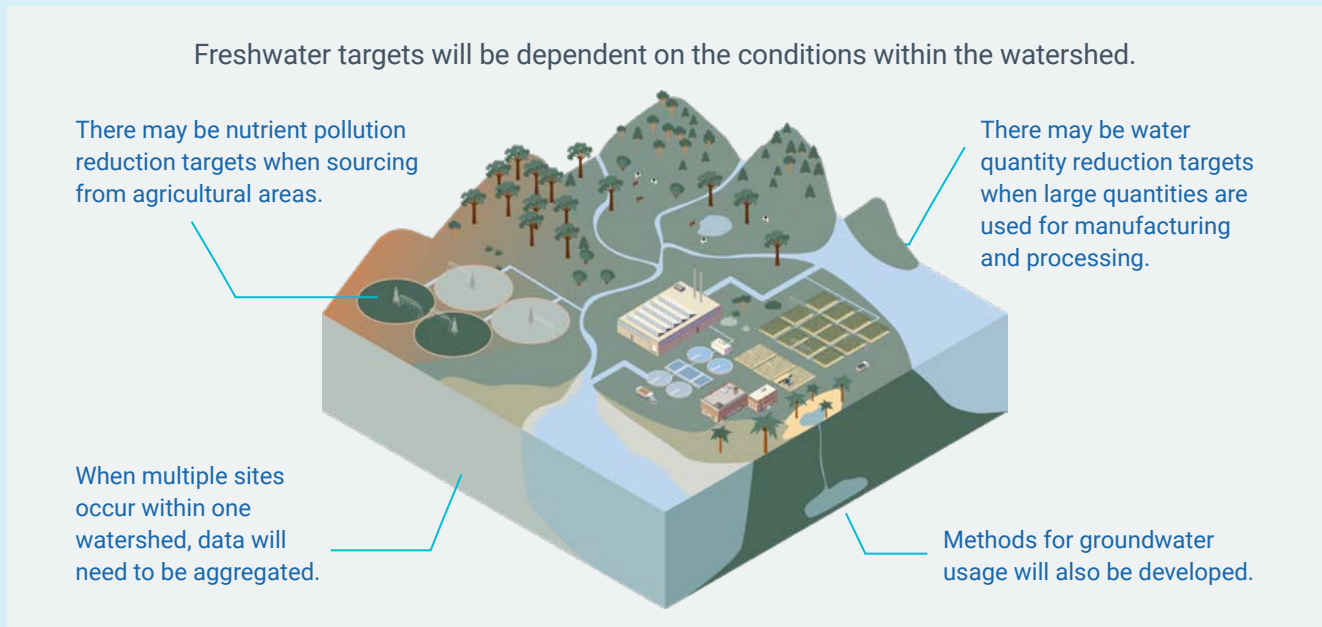 Freshwater targets will be dependent on the conditions within the watershed.
There may be nutrient pollution
reduction targets when sourcing
from agricultural areas.
There may be water
quantity reduction targets
when large quantities are
used for manufacturing
and processing.
When multiple sites
occur within one
watershed, data will
need to be aggregated.
Methods for groundwater
usage will also be developed.